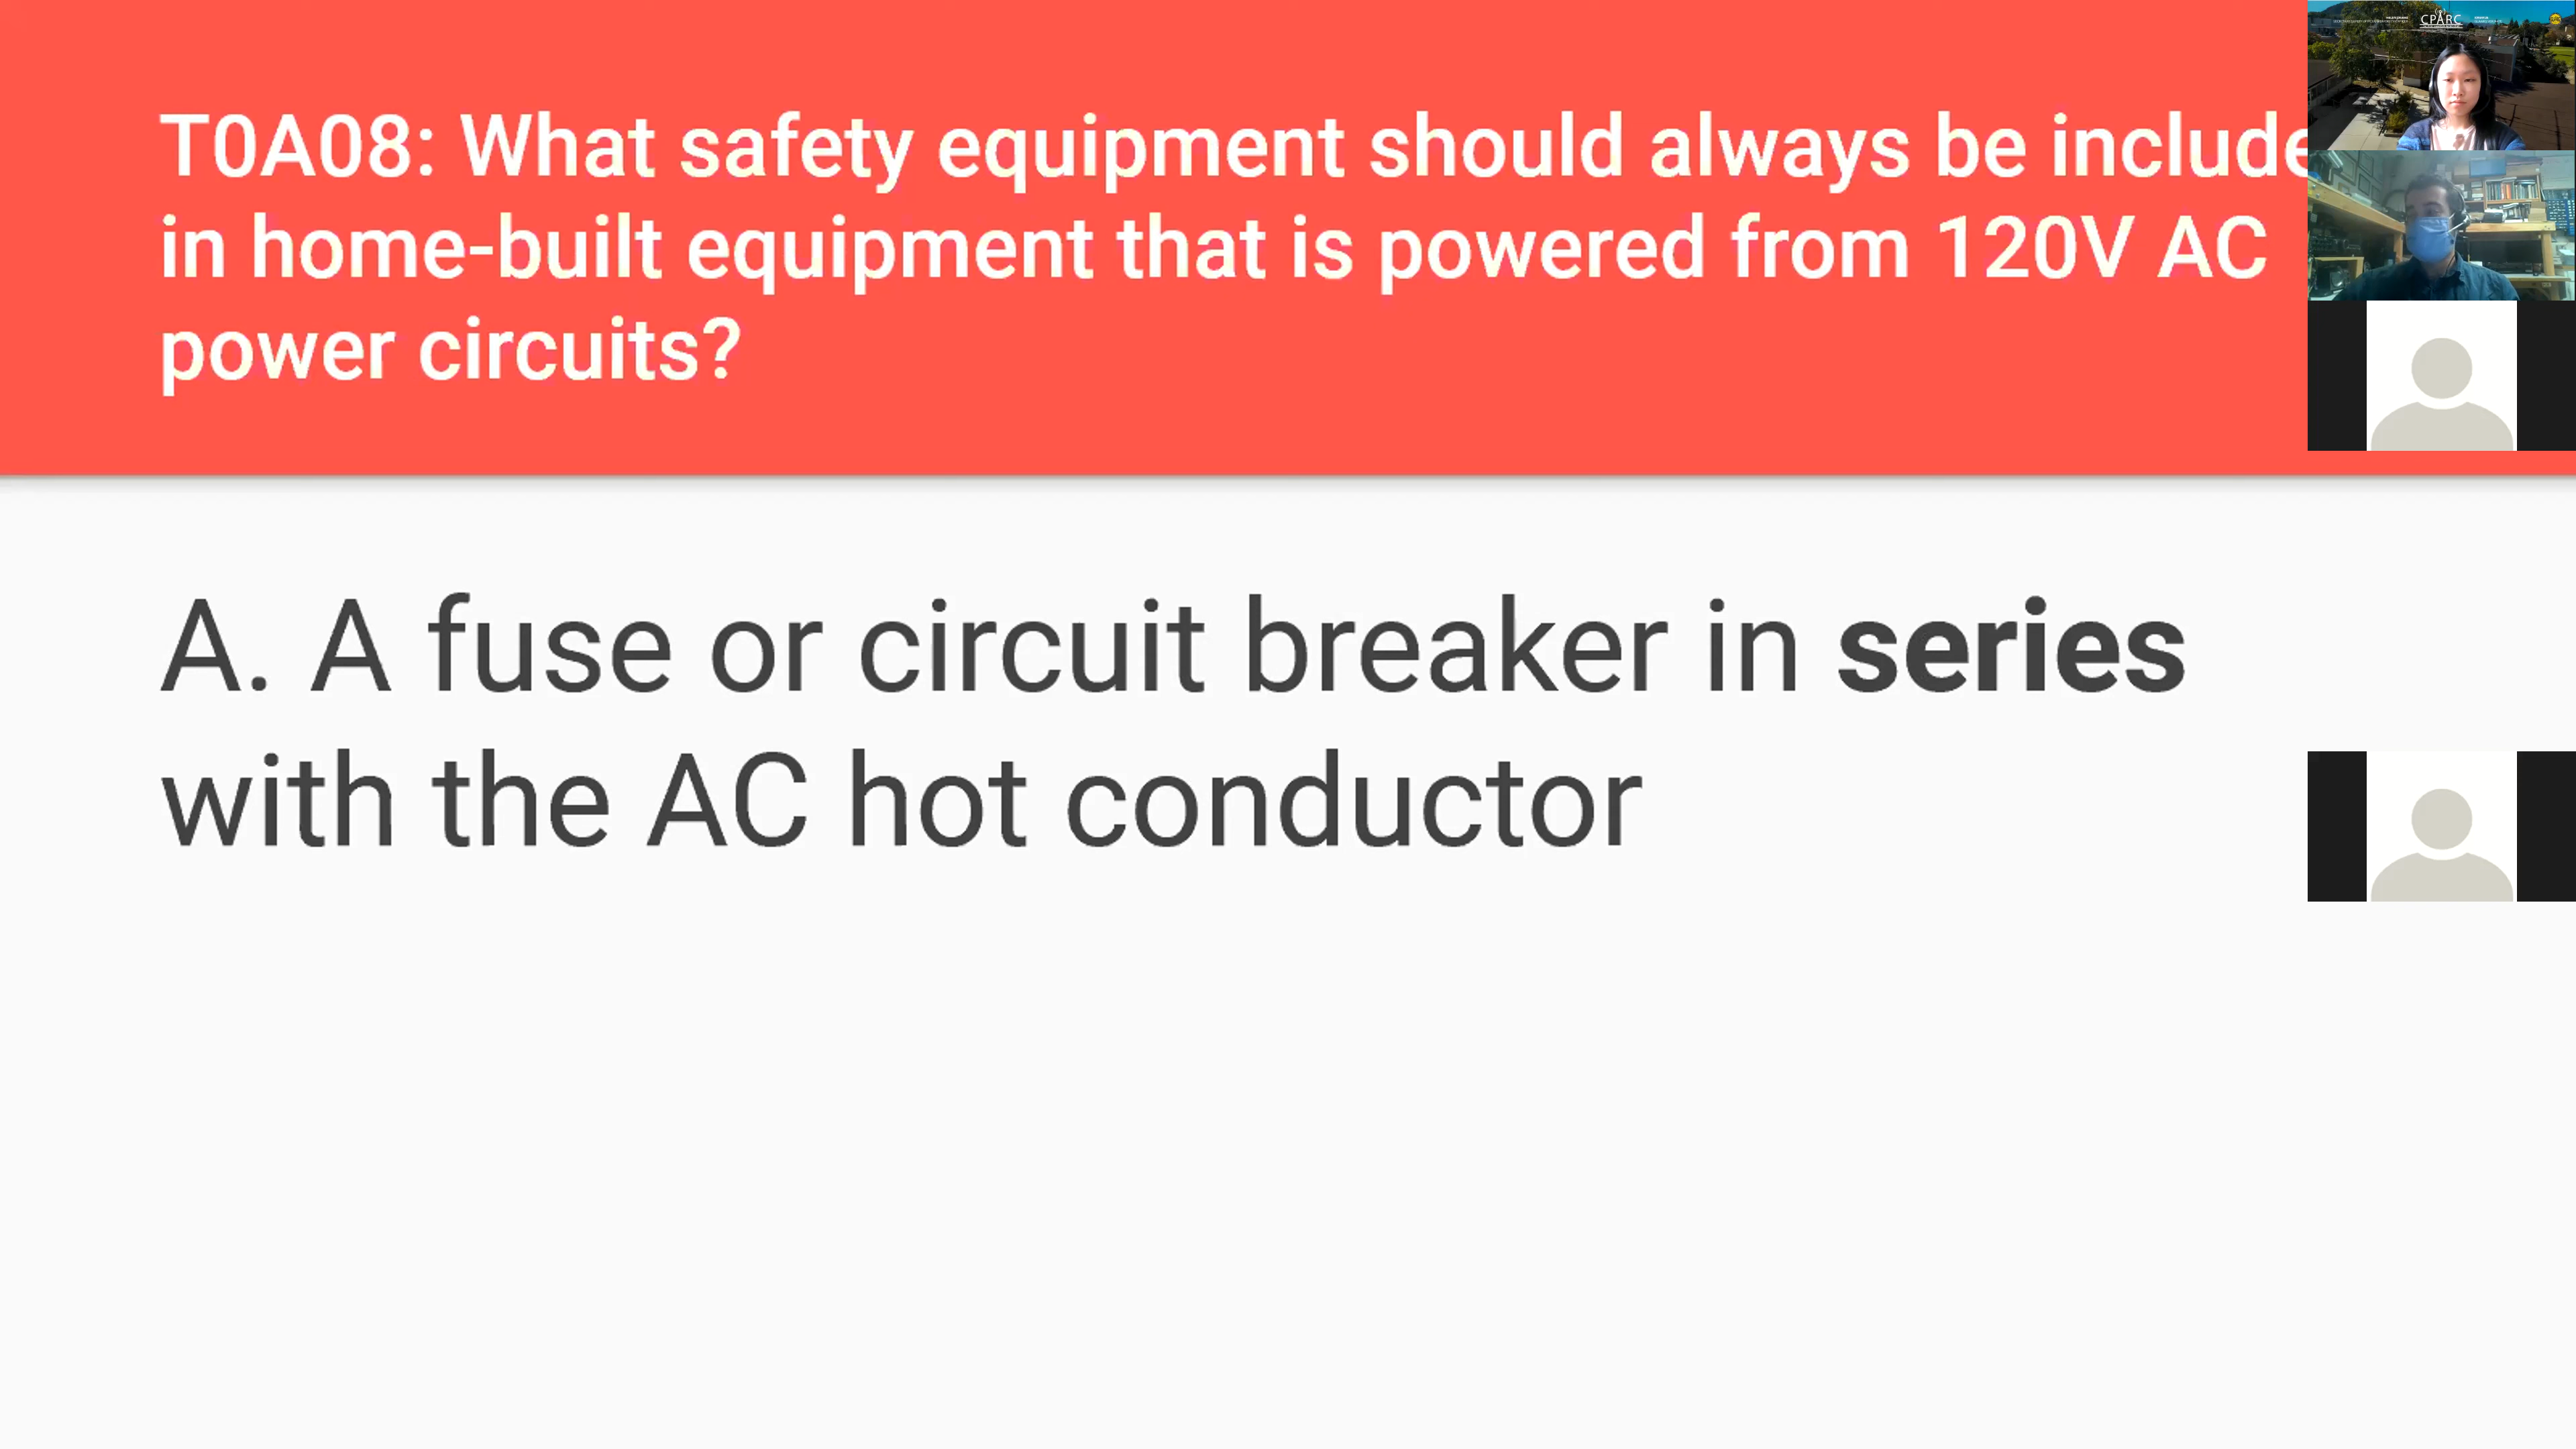 T0A08: What safety equipment should always be include
in home-built equipment that is powered from 120V AC
power circuits?
A. A fuse or circuit breaker in series
with the AC hot conductor
CPARC